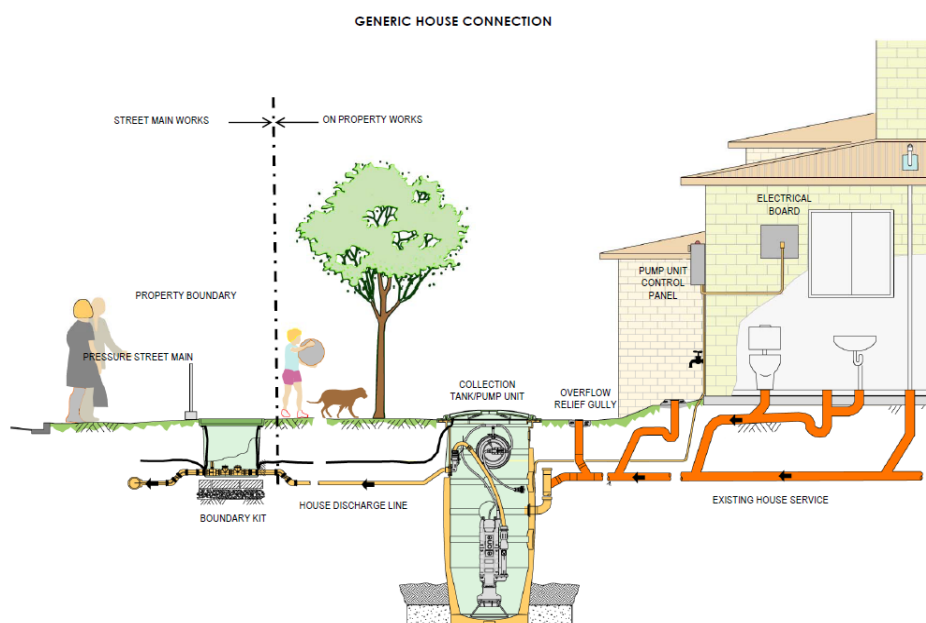 GENERIC HOUSE CONNECTION
STREET MAIN WORKS
ON PROPERTY WORKS
ELECTRICAL
BOARD
PUMP UNIT
CONTROL
PANEL
PROPERTY BOUNDARY
PRESSURE STREET MAIN
COLLECTION
TANK/PUMP UNIT
OVERFLOW
RELIEF GULLY
BOUNDARY KIT
HOUSE DISCHARGE LINE
EXISTING HOUSE SERVICE